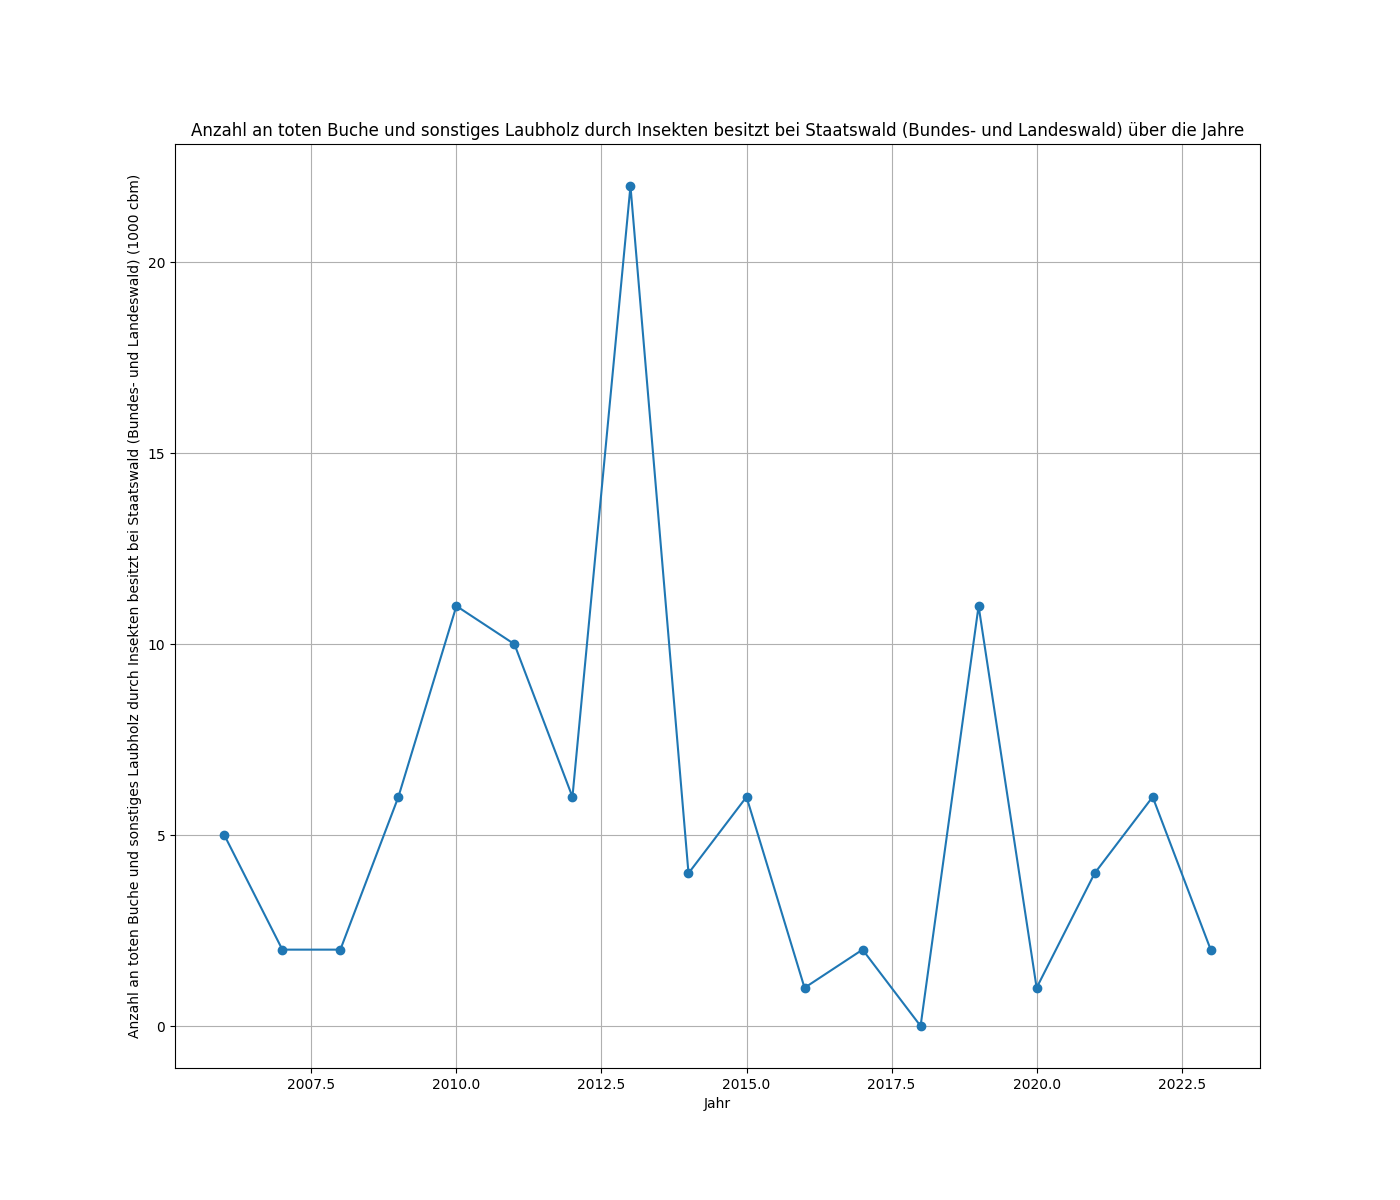 Anzahl an toten Buche und sonstiges Laubholz durch Insekten besitzt bei Staatswald (Bundes- und Landeswald) über die Jahre
Anzahl an toten Buche und sonstiges Laubholz durch Insekten besitzt bei Staatswald (Bundes- und Landeswald) (1000 cbm)
20
15
10
5
0
2007.5 2010.0 2012.5 2015.0 2017.5 2020.0 2022.5
Jahr